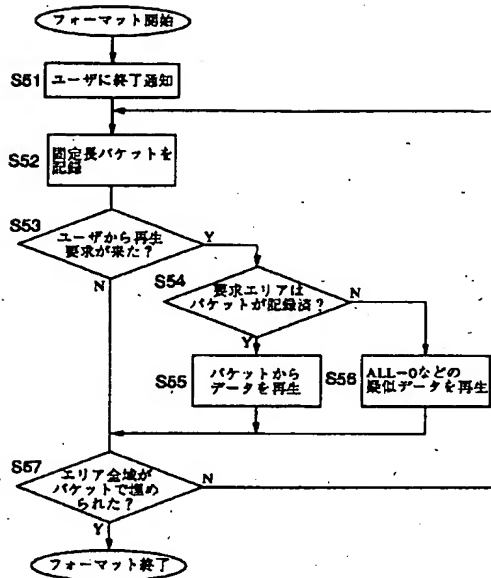 フォーマット開始
S51
ユーザに終了通知
S52
固定長パケットを
記録
S53
ユーザから再生
要求が来た?
Y
N
S54
要求エリアは
パケットが記録済?
N
Y
S55
パケットから
データを再生
S56
ALL-0などの
疑似データを再生
S57
エリア全域が
パケットで埋め
られた?
N
Y
フォーマット終了